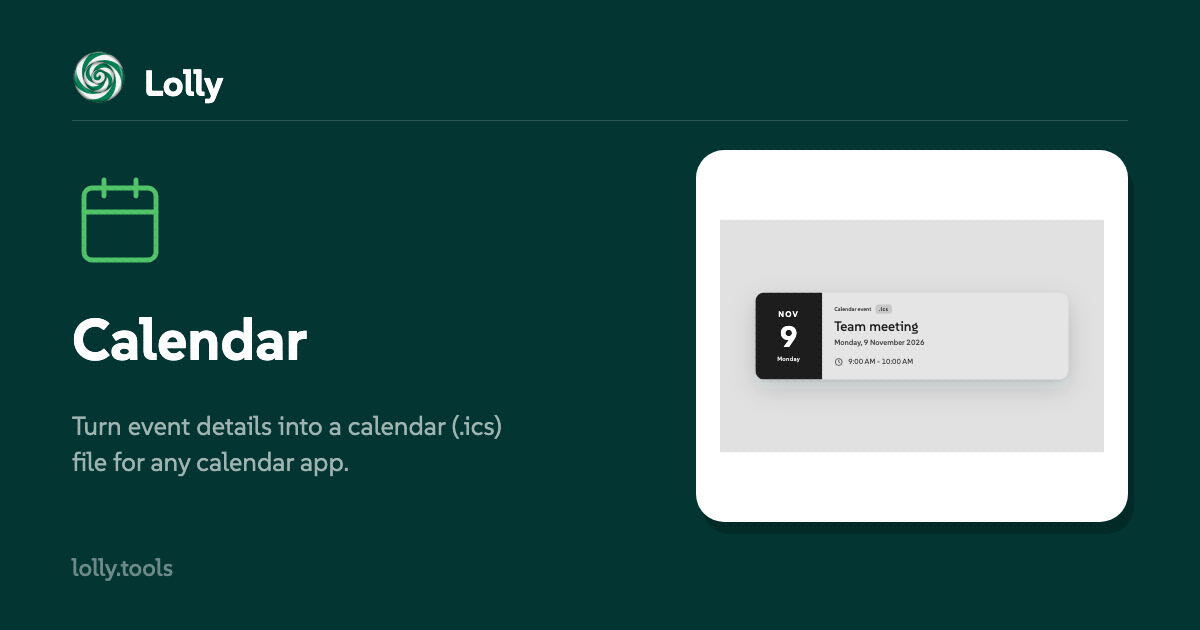 Lolly
Calendar
Turn event details into a calendar (.ics)
file for any calendar app.
lolly.tools
NOV
9
Monday
Calendar event .ics
Team meeting
Monday, 9 November 2026
9:00 AM – 10:00 AM